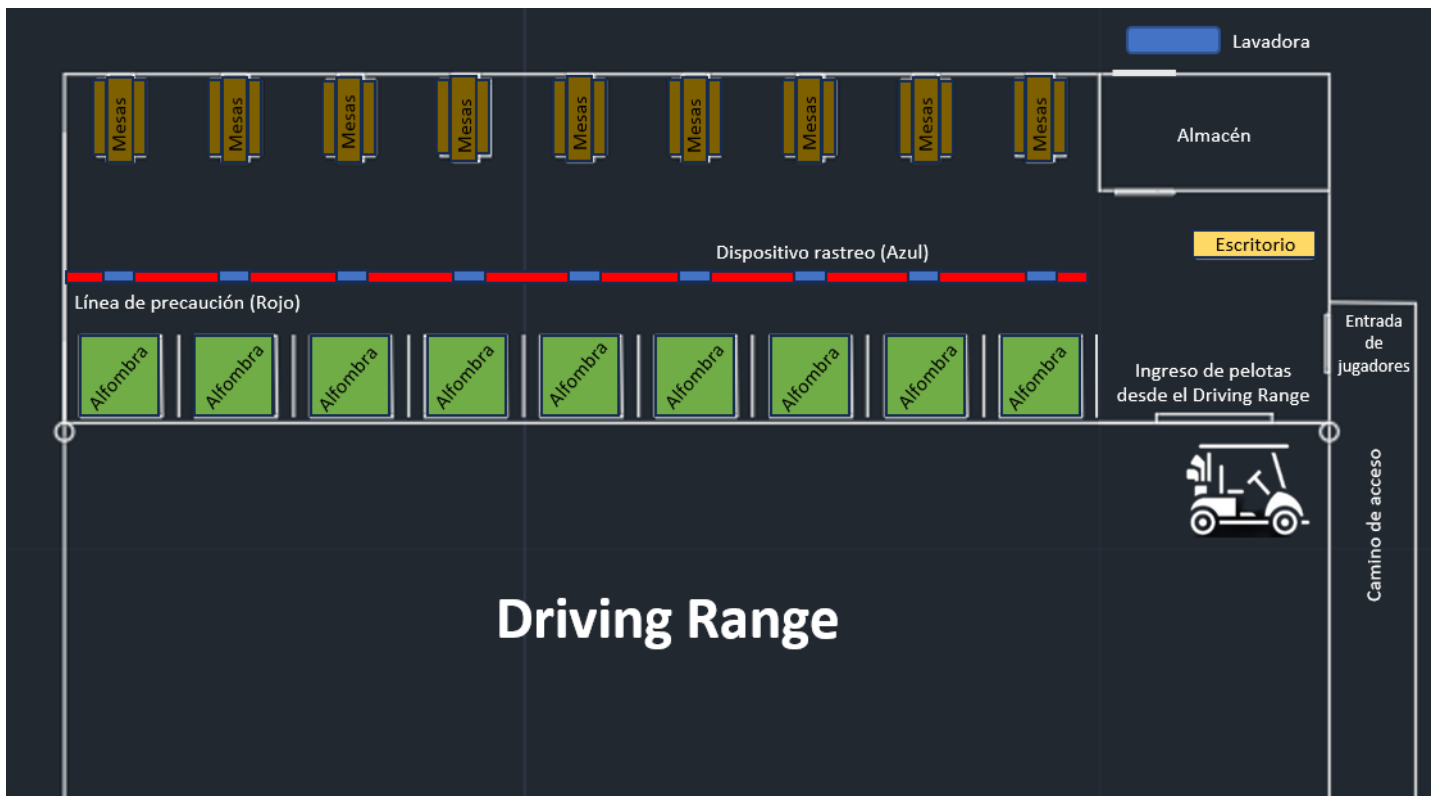 Lavadora
Mesas
Mesas
Mesas
Mesas
Mesas
Mesas
Mesas
Mesas
Mesas
Almacén
Dispositivo rastreo (Azul)
Escritorio
Línea de precaución (Rojo)
Alfombra
Alfombra
Alfombra
Alfombra
Alfombra
Alfombra
Alfombra
Alfombra
Alfombra
Ingreso de pelotas
desde el Driving Range
Entrada
de
jugadores
Camino de acceso
Driving Range